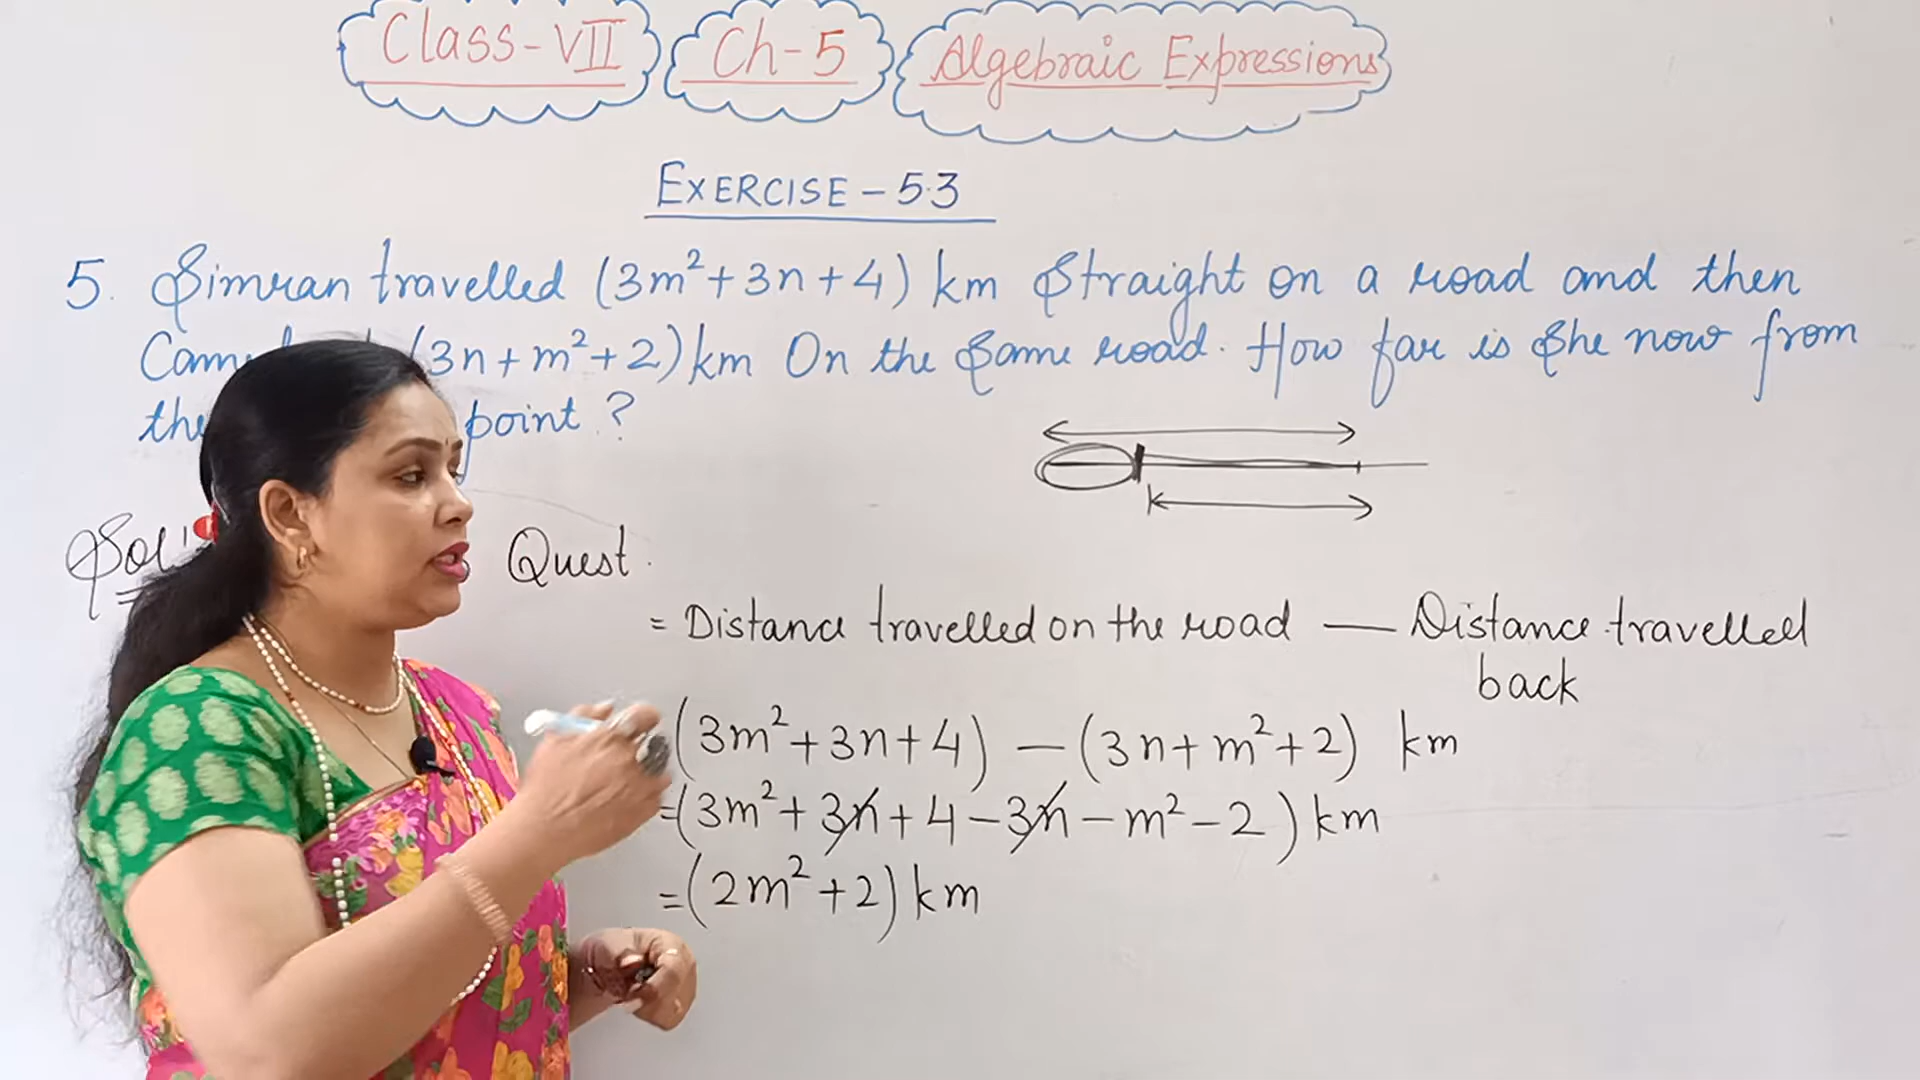 Class-VII Ch-5 Algebraic Expressions
EXERCISE - 5.3
5. Simran travelled (3m²+3n+4) km Straight on a road and then
(3n+m²+2) km On the Same road. How far is She now from
the point?
Quest.
= Distance travelled on the road — Distance travelled
back
(3m²+3n+4) — (3n+m²+2) km
=(3m²+3n+4-3n-m²-2) km
=(2m²+2) km